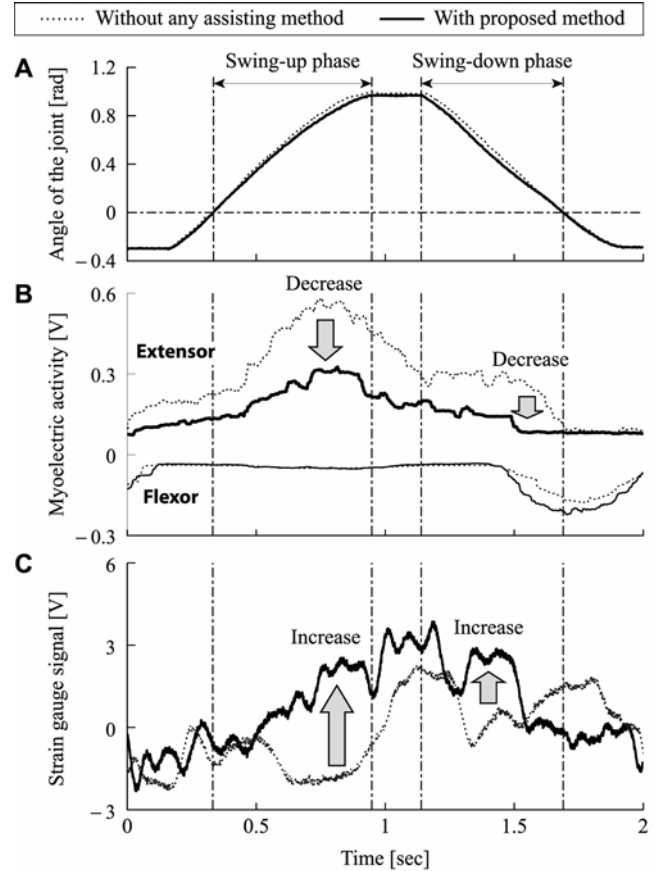 Without any assisting method With proposed method
A
Swing-up phase Swing-down phase
Angle of the joint [rad]
1.2
0.8
0.4
0
−0.4
B
Myoelectric activity [V]
0.6
0.3
0
−0.3
Decrease
Extensor
Decrease
Flexor
C
Strain gauge signal [V]
6
3
0
−3
Increase Increase
0 0.5 1 1.5 2
Time [sec]